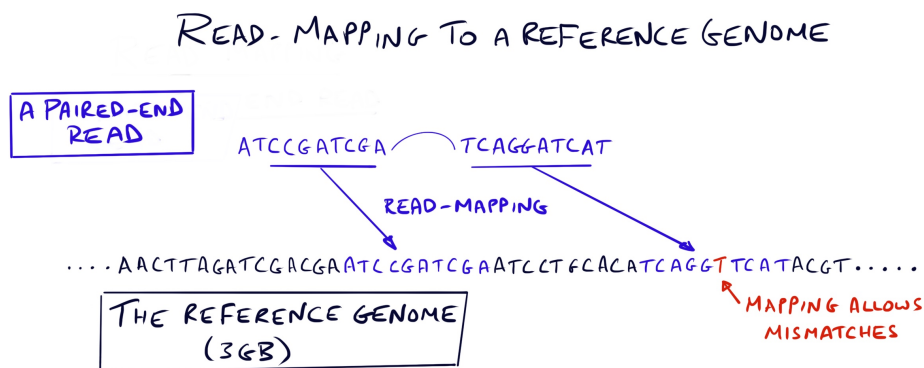 READ-MAPPING TO A REFERENCE GENOME
A PAIRED-END
READ
ATCCGATCGA TCAGGATCAT
READ-MAPPING
....AACTTAGATCGACGAATCCGATCGAATCCTGCACATCAGGTTCATACGT.....
THE REFERENCE GENOME
(3GB)
MAPPING ALLOWS
MISMATCHES